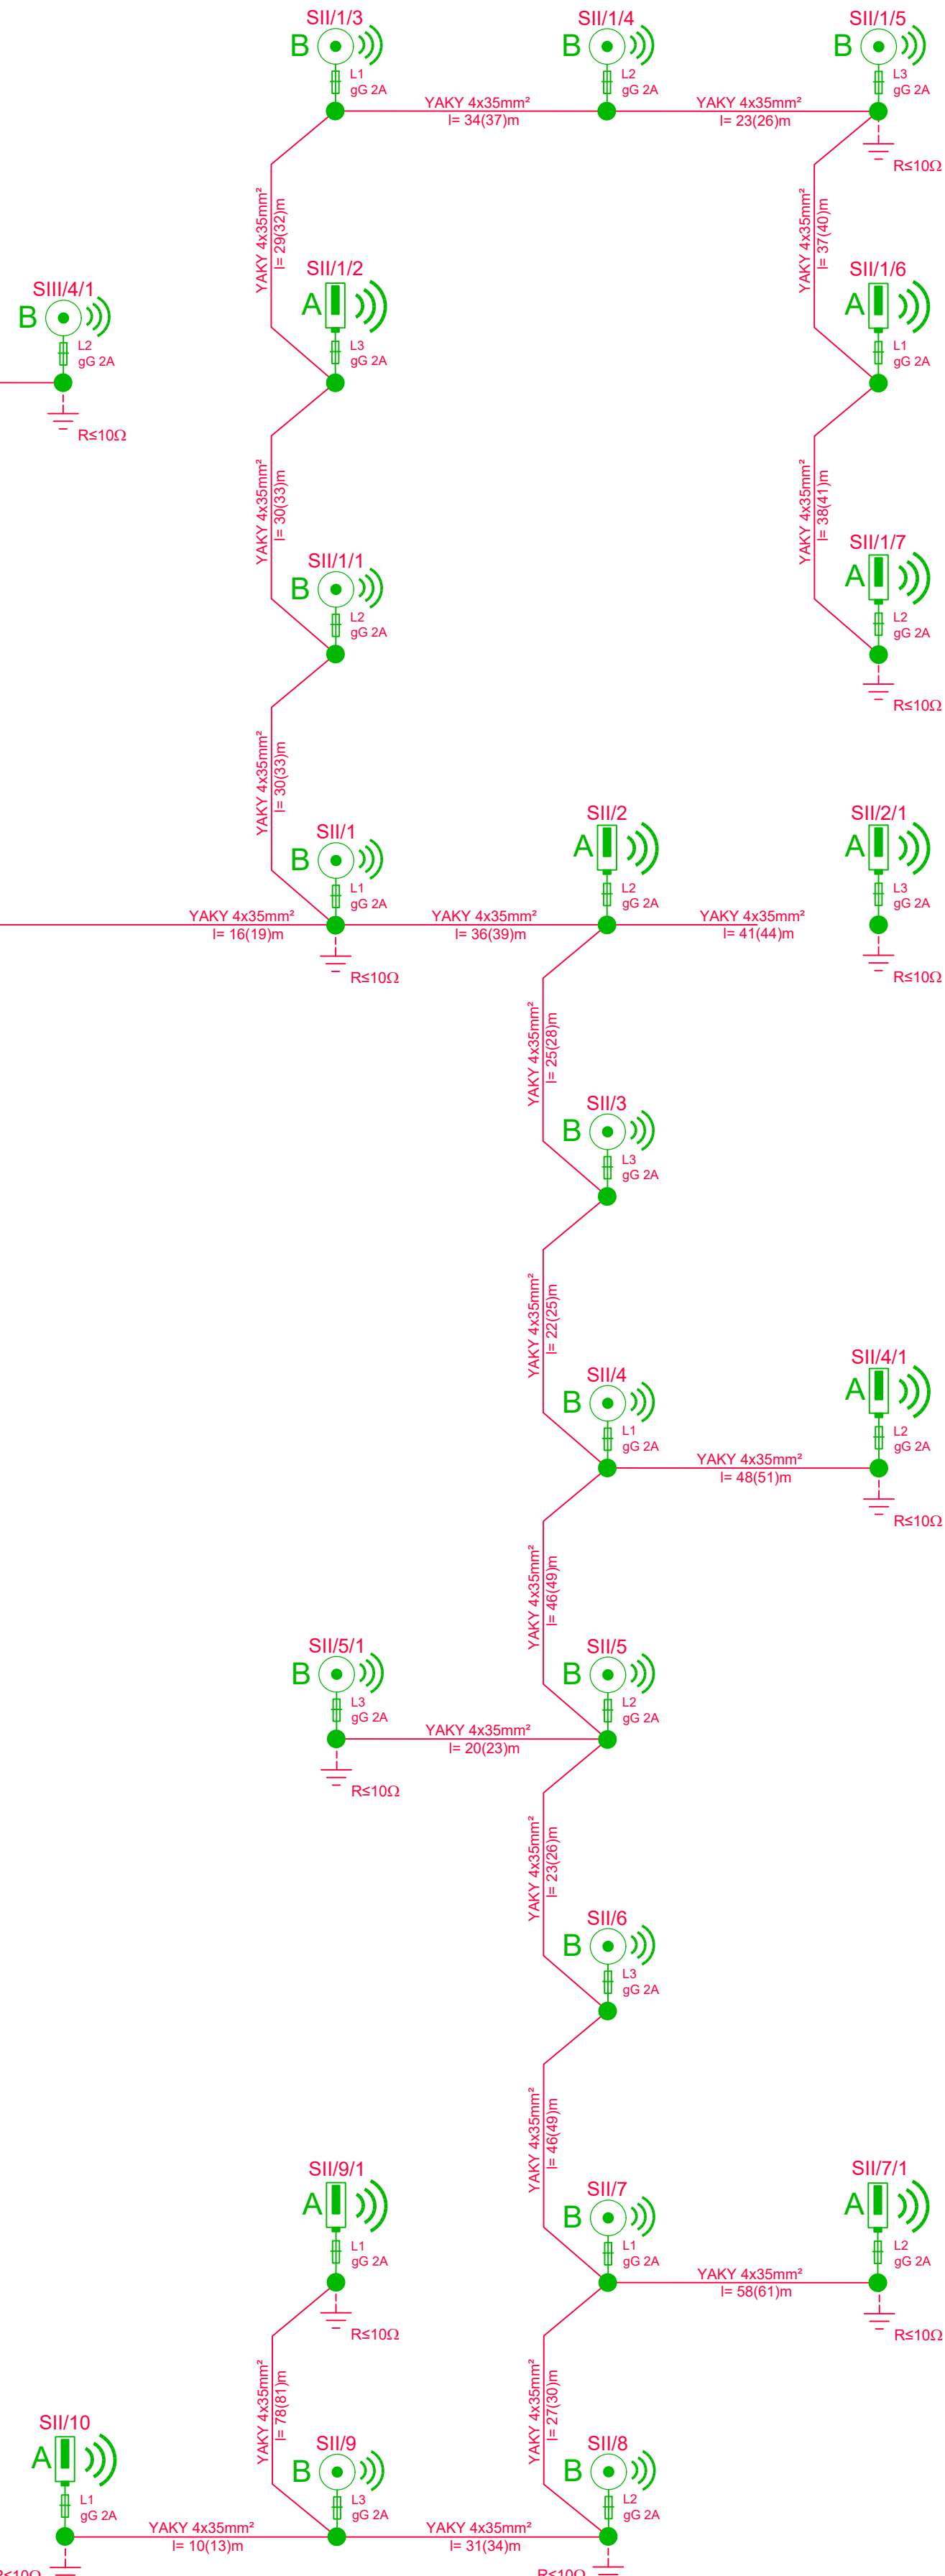 SII/1/3
B
L1
gG 2A
SII/1/4
B
L2
gG 2A
SII/1/5
B
L3
gG 2A
YAKY 4x35mm²
l= 34(37)m
YAKY 4x35mm²
l= 23(26)m
R≤10Ω
YAKY 4x35mm²
l= 29(32)m
YAKY 4x35mm²
l= 37(40)m
SIII/4/1
B
L2
gG 2A
R≤10Ω
SII/1/2
A
L3
gG 2A
SII/1/6
A
L1
gG 2A
YAKY 4x35mm²
l= 30(33)m
YAKY 4x35mm²
l= 38(41)m
SII/1/1
B
L2
gG 2A
SII/1/7
A
L2
gG 2A
R≤10Ω
YAKY 4x35mm²
l= 30(33)m
SII/1
B
L1
gG 2A
SII/2
A
L2
gG 2A
SII/2/1
A
L3
gG 2A
YAKY 4x35mm²
l= 16(19)m
YAKY 4x35mm²
l= 36(39)m
YAKY 4x35mm²
l= 41(44)m
R≤10Ω
R≤10Ω
YAKY 4x35mm²
l= 25(28)m
SII/3
B
L3
gG 2A
YAKY 4x35mm²
l= 22(25)m
SII/4
B
L1
gG 2A
SII/4/1
A
L2
gG 2A
YAKY 4x35mm²
l= 48(51)m
R≤10Ω
YAKY 4x35mm²
l= 46(49)m
SII/5/1
B
L3
gG 2A
SII/5
B
L2
gG 2A
YAKY 4x35mm²
l= 20(23)m
R≤10Ω
YAKY 4x35mm²
l= 23(26)m
SII/6
B
L3
gG 2A
YAKY 4x35mm²
l= 46(49)m
SII/9/1
A
L1
gG 2A
SII/7
B
L1
gG 2A
SII/7/1
A
L2
gG 2A
YAKY 4x35mm²
l= 58(61)m
R≤10Ω
R≤10Ω
YAKY 4x35mm²
l= 78(81)m
YAKY 4x35mm²
l= 27(30)m
SII/10
A
L1
gG 2A
SII/9
B
L3
gG 2A
SII/8
B
L2
gG 2A
YAKY 4x35mm²
l= 10(13)m
YAKY 4x35mm²
l= 31(34)m
R≤10Ω
R≤10Ω